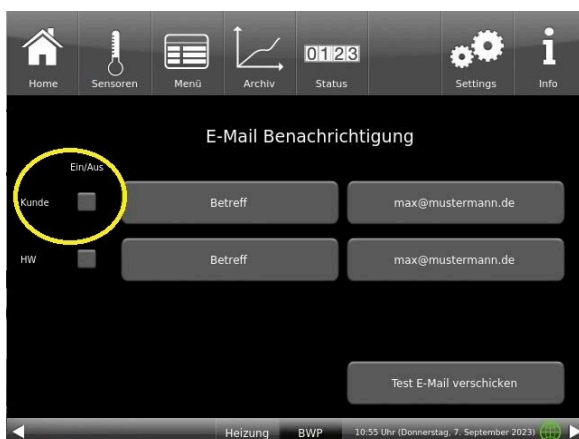 0123
Home Sensoren Menü Archiv Status Settings Info
E-Mail Benachrichtigung
Ein/Aus
Kunde Betreff max@mustermann.de
HW Betreff max@mustermann.de
Test E-Mail verschicken
Heizung BWP 10:55 Uhr (Donnerstag, 7. September 2023)